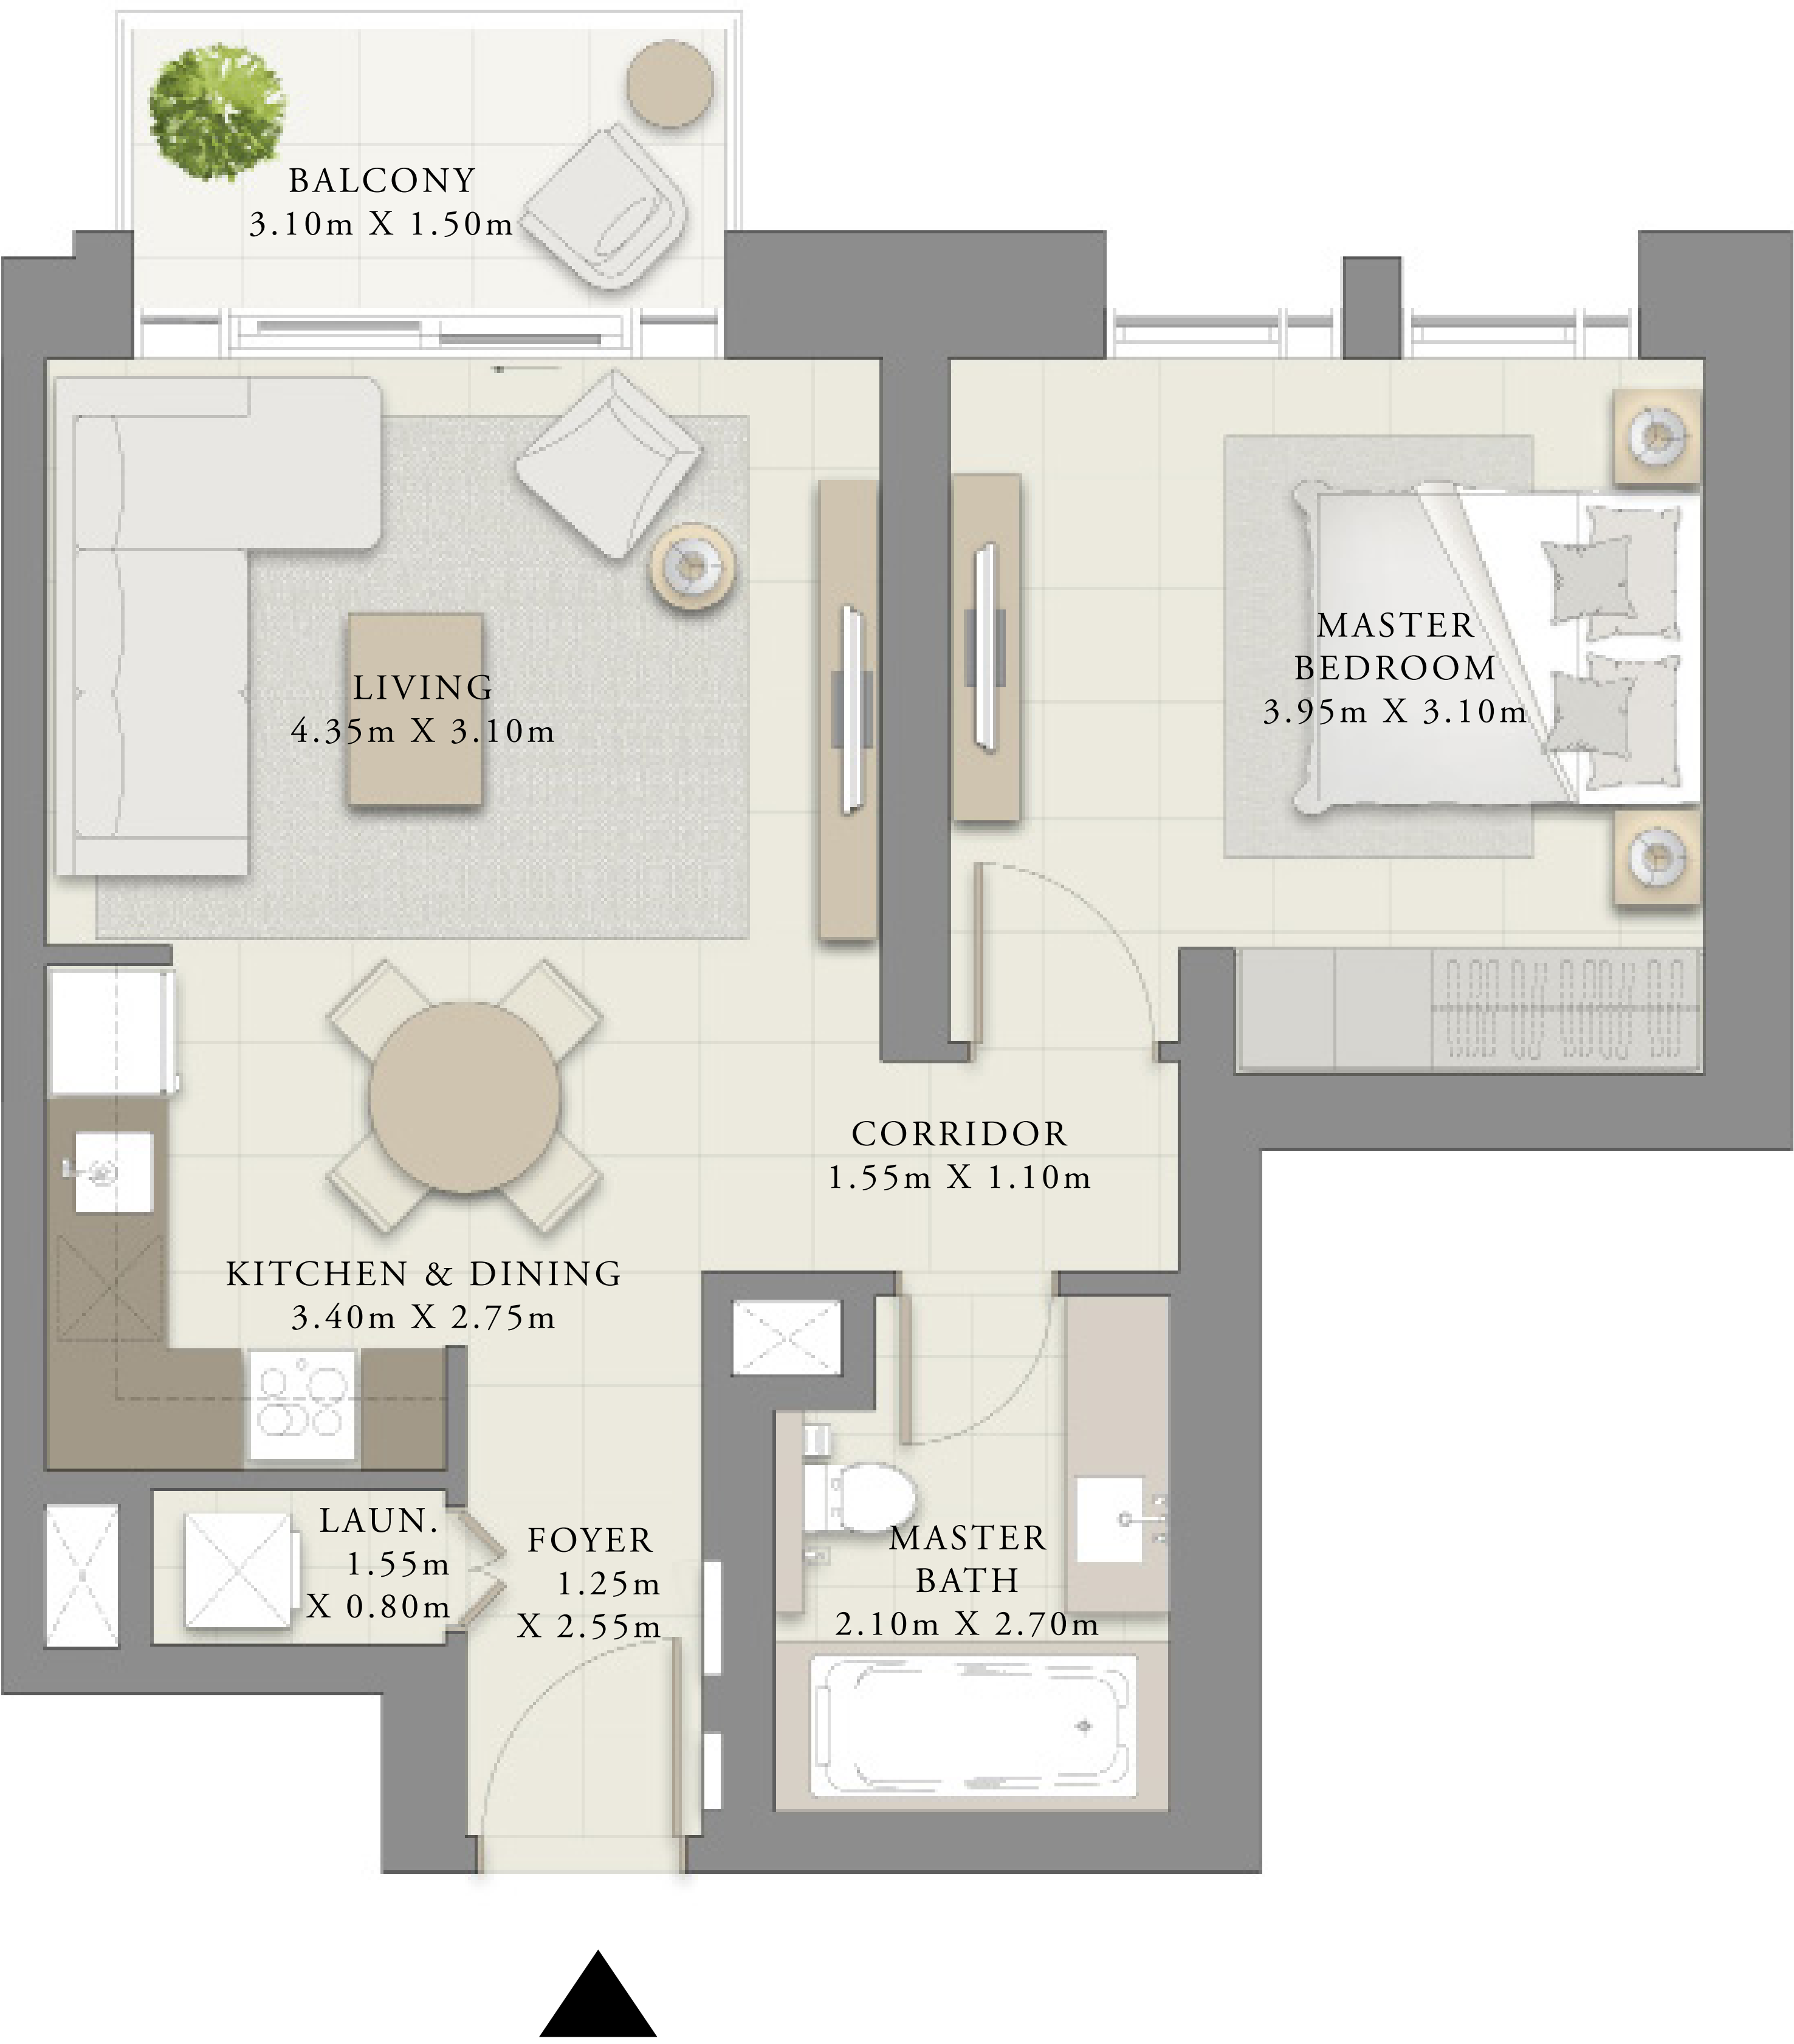 BALCONY
3.10m X 1.50m
LIVING
4.35m X 3.10m
MASTER
BEDROOM
3.95m X 3.10m
CORRIDOR
1.55m X 1.10m
KITCHEN & DINING
3.40m X 2.75m
LAUN.
1.55m
X 0.80m
FOYER
1.25m
X 2.55m
MASTER
BATH
2.10m X 2.70m